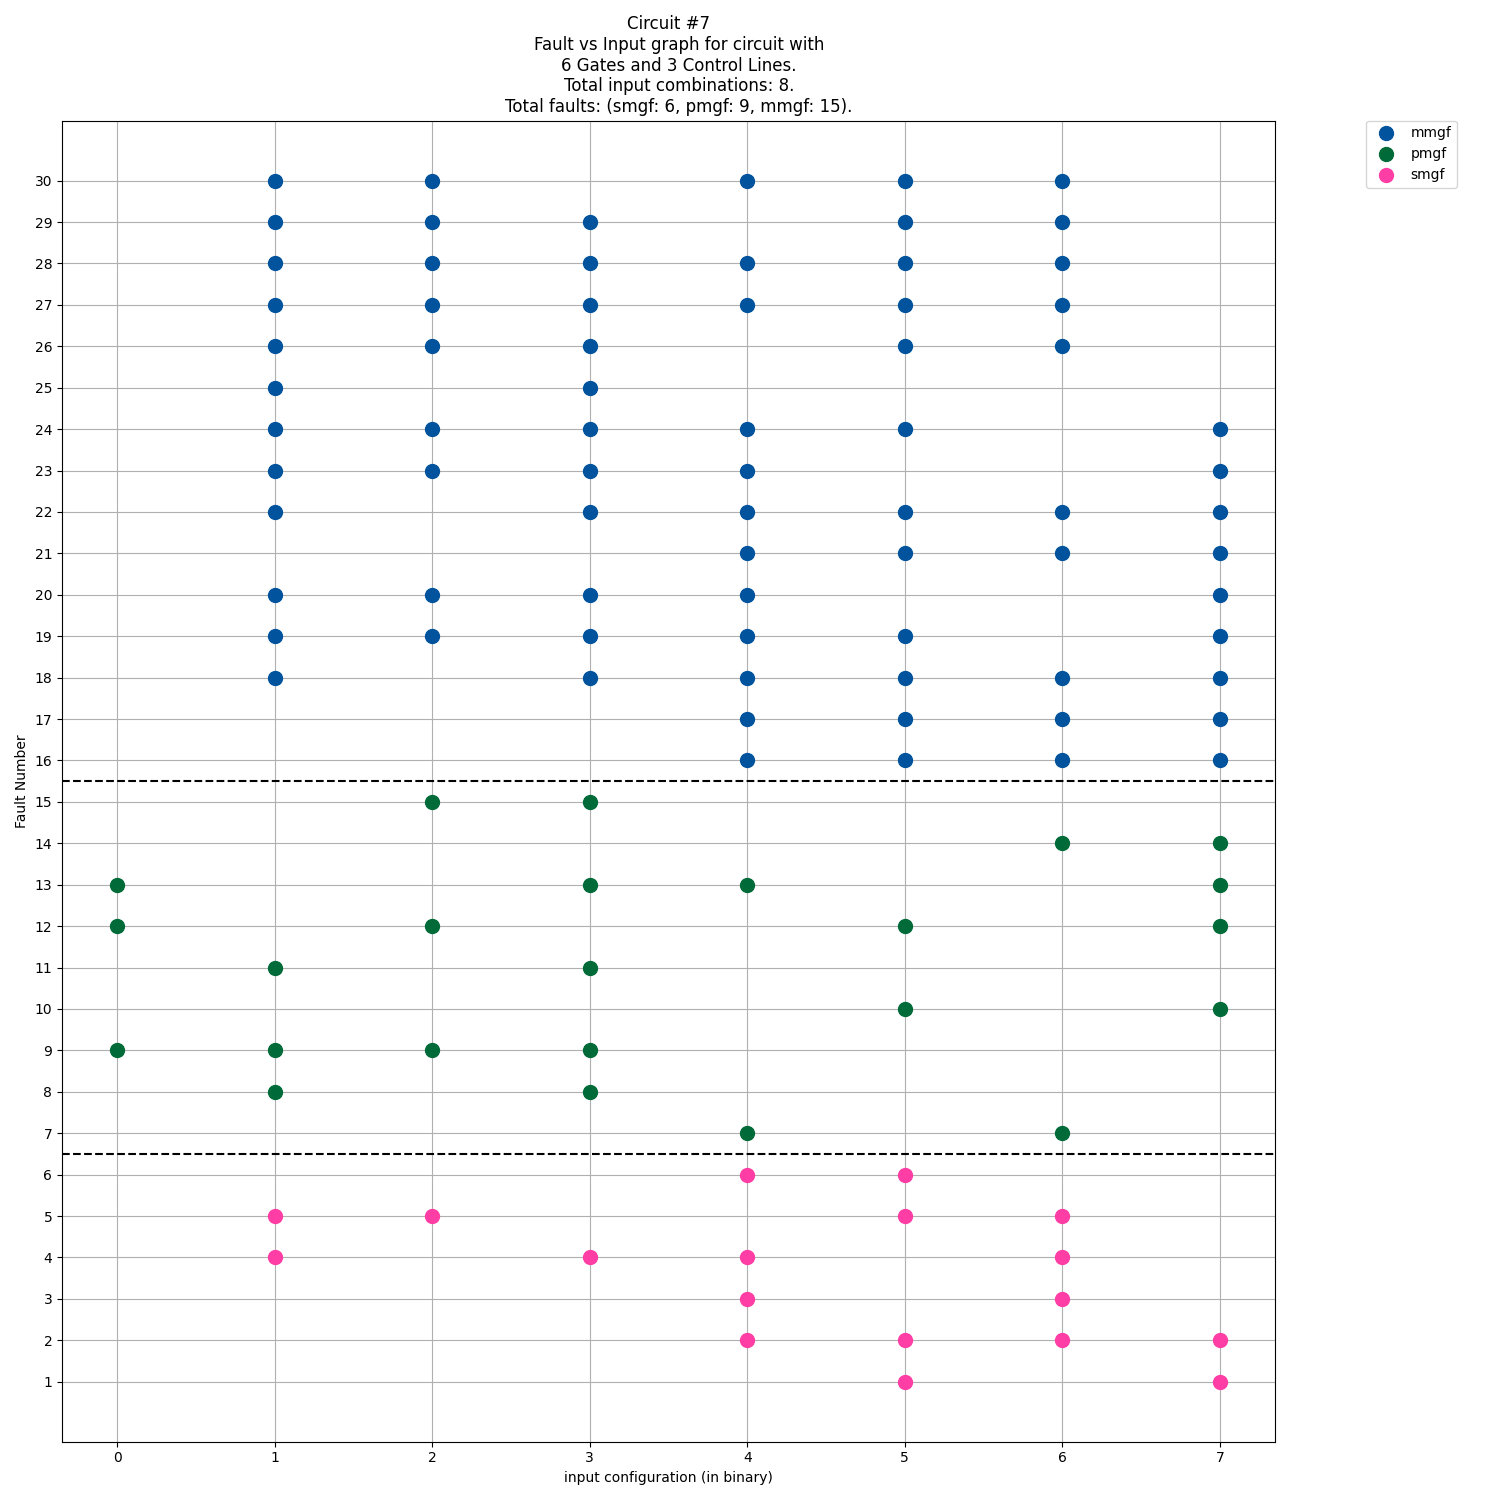 Circuit #7
Fault vs Input graph for circuit with
6 Gates and 3 Control Lines.
Total input combinations: 8.
Total faults: (smgf: 6, pmgf: 9, mmgf: 15).
mmgf
pmgf
smgf
Fault Number
30
29
28
27
26
25
24
23
22
21
20
19
18
17
16
15
14
13
12
11
10
9
8
7
6
5
4
3
2
1
0 1 2 3 4 5 6 7
input configuration (in binary)